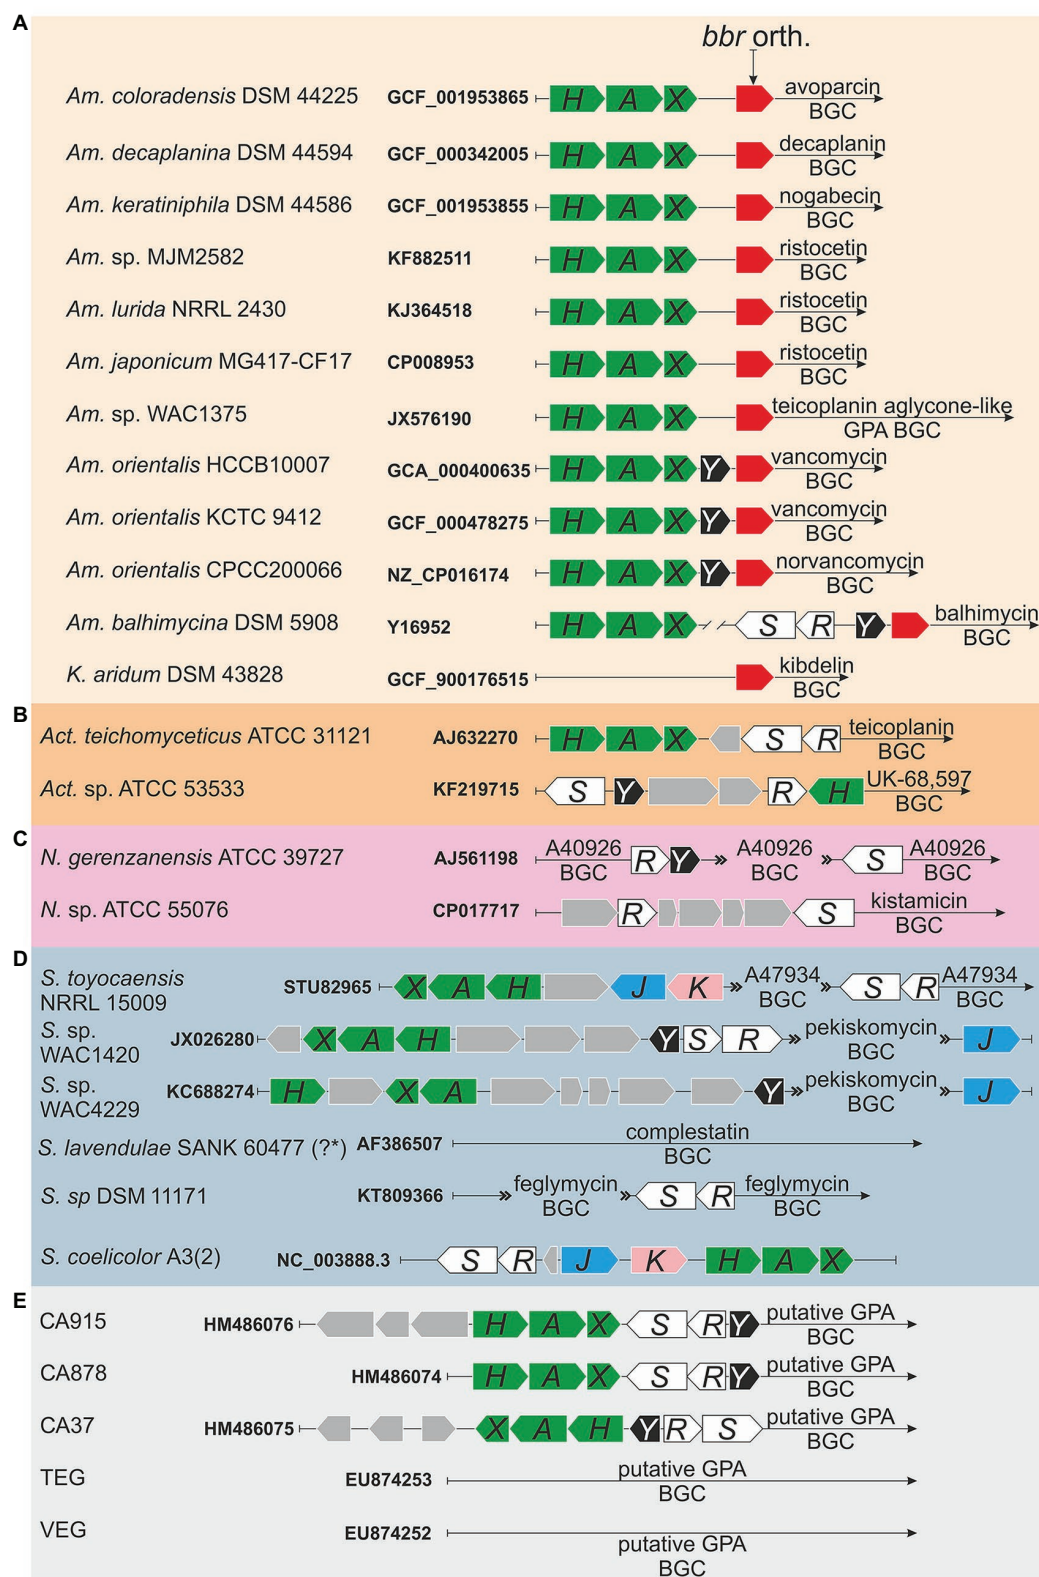 A
bbr orth.
Am. coloradensis DSM 44225 GCF_001953865 H A X avoparcin BGC
Am. decaplanina DSM 44594 GCF_000342005 H A X decaplanin BGC
Am. keratiniphila DSM 44586 GCF_001953855 H A X nogabecin BGC
Am. sp. MJM2582 KF882511 H A X ristocetin BGC
Am. lurida NRRL 2430 KJ364518 H A X ristocetin BGC
Am. japonicum MG417-CF17 CP008953 H A X ristocetin BGC
Am. sp. WAC1375 JX576190 H A X teicoplanin aglycone-like GPA BGC
Am. orientalis HCCB10007 GCA_000400635 H A X Y vancomycin BGC
Am. orientalis KCTC 9412 GCF_000478275 H A X Y vancomycin BGC
Am. orientalis CPCC200066 NZ_CP016174 H A X Y norvancomycin BGC
Am. balhimycina DSM 5908 Y16952 H A X S R Y balhimycin BGC
K. aridum DSM 43828 GCF_900176515 kibdelin BGC
B
Act. teichomyceticus ATCC 31121 AJ632270 H A X S R teicoplanin BGC
Act. sp. ATCC 53533 KF219715 S Y R H UK-68,597 BGC
C
N. gerenzanensis ATCC 39727 AJ561198 A40926 BGC R Y » A40926 BGC » S A40926 BGC
N. sp. ATCC 55076 CP017717 R S kistamicin BGC
D
S. toyocaensis
NRRL 15009 STU82965 X A H J K » A47934 BGC » S R A47934 BGC
S. sp.
WAC1420 JX026280 X A H Y S R » pekiskomycin BGC » J
S. sp.
WAC4229 KC688274 H X A Y » pekiskomycin BGC » J
S. lavendulae SANK 60477 (?*) AF386507 complestatin BGC
S. sp DSM 11171 KT809366 » feglymycin BGC » S R feglymycin BGC
S. coelicolor A3(2) NC_003888.3 S R J K H A X
E
CA915 HM486076 H A X S R Y putative GPA BGC
CA878 HM486074 H A X S R Y putative GPA BGC
CA37 HM486075 X A H Y R S putative GPA BGC
TEG EU874253 putative GPA BGC
VEG EU874252 putative GPA BGC